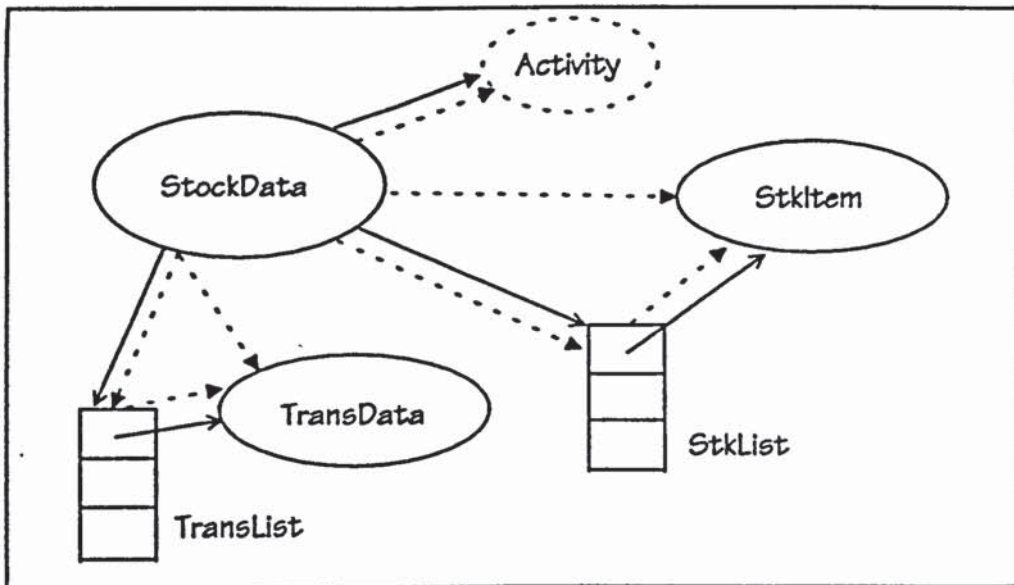 Activity
StockData
StkItem
TransData
StkList
TransList